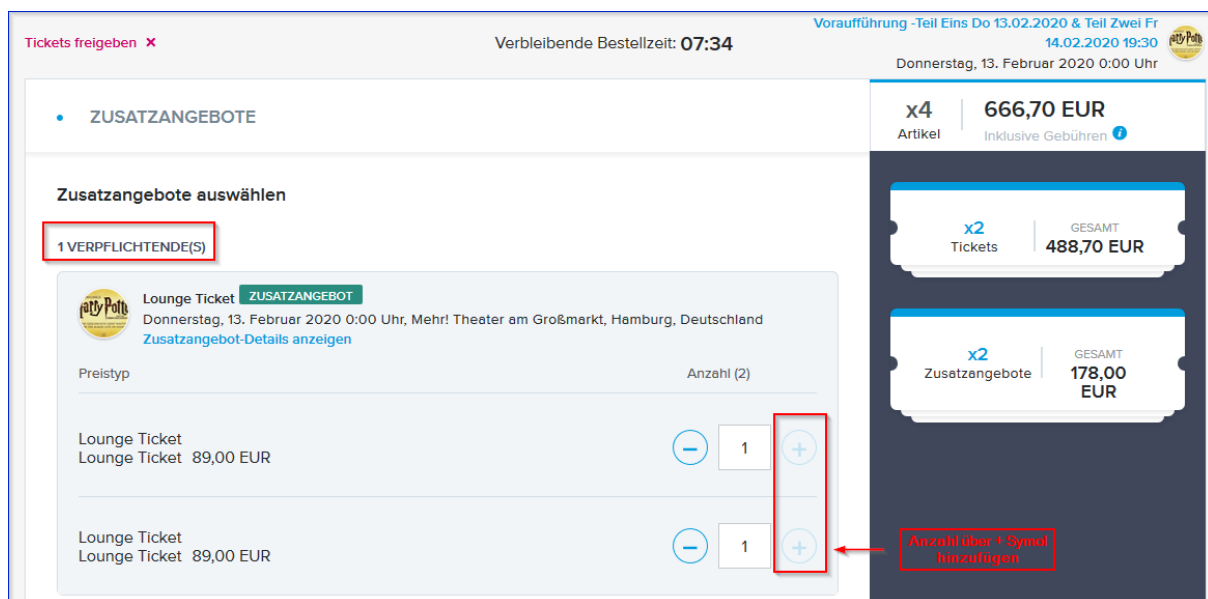 Tickets freigeben ×
Verbleibende Bestellzeit: 07:34
Voraufführung -Teil Eins Do 13.02.2020 & Teil Zwei Fr
14.02.2020 19:30
Donnerstag, 13. Februar 2020 0:00 Uhr
• ZUSATZANGEBOTE
x4
Artikel
666,70 EUR
Inklusive Gebühren i
Zusatzangebote auswählen
1 VERPFLICHTENDE(S)
Lounge Ticket ZUSATZANGEBOT
Donnerstag, 13. Februar 2020 0:00 Uhr, Mehr! Theater am Großmarkt, Hamburg, Deutschland
Zusatzangebot-Details anzeigen
Preistyp
Anzahl (2)
Lounge Ticket
Lounge Ticket 89,00 EUR
− 1 +
Lounge Ticket
Lounge Ticket 89,00 EUR
− 1 +
x2
Tickets
GESAMT
488,70 EUR
x2
Zusatzangebote
GESAMT
178,00
EUR
Anzahl über + Symol
hinzufügen